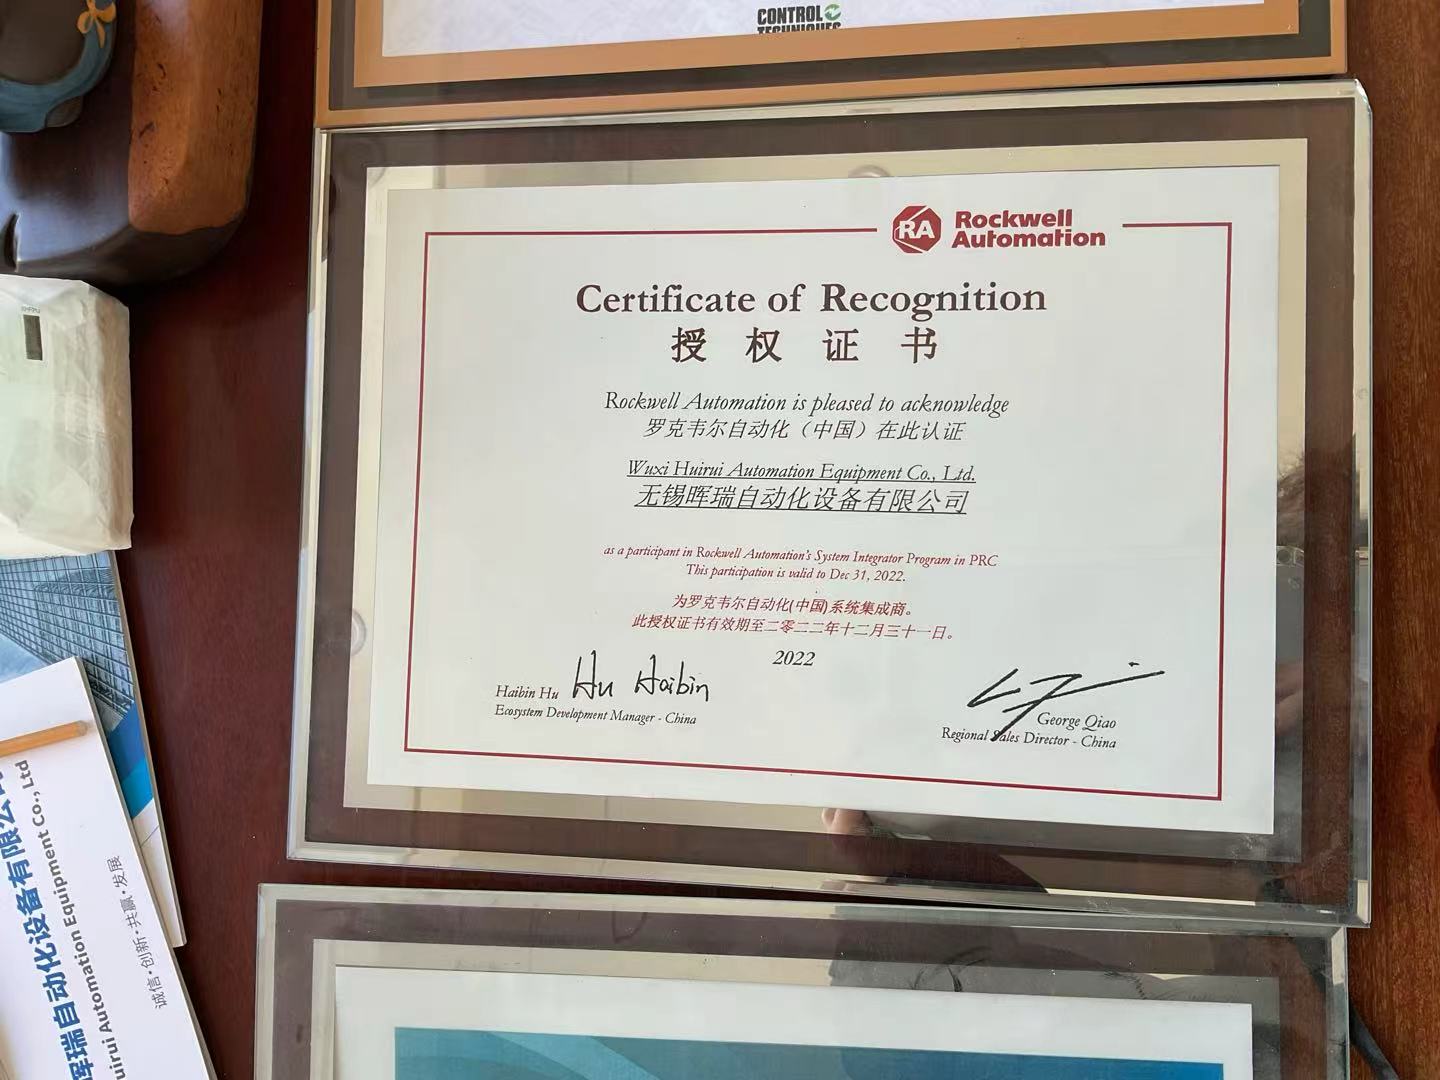 CONTROL
TECHNIQUES
RA
Rockwell
Automation
Certificate of Recognition
授权证书
Rockwell Automation is pleased to acknowledge
罗克韦尔自动化（中国）在此认证
Wuxi Huirui Automation Equipment Co., Ltd.
无锡晖瑞自动化设备有限公司
as a participant in Rockwell Automation's System Integrator Program in PRC
This participation is valid to Dec 31, 2022.
为罗克韦尔自动化(中国)系统集成商。
此授权证书有效期至二零二二年十二月三十一日。
2022
Hu Haibin
Haibin Hu
Ecosystem Development Manager - China
George Qiao
Regional Sales Director - China
晖瑞自动化设备有限公司
uirui Automation Equipment Co., Ltd
诚信·创新·共赢·发展